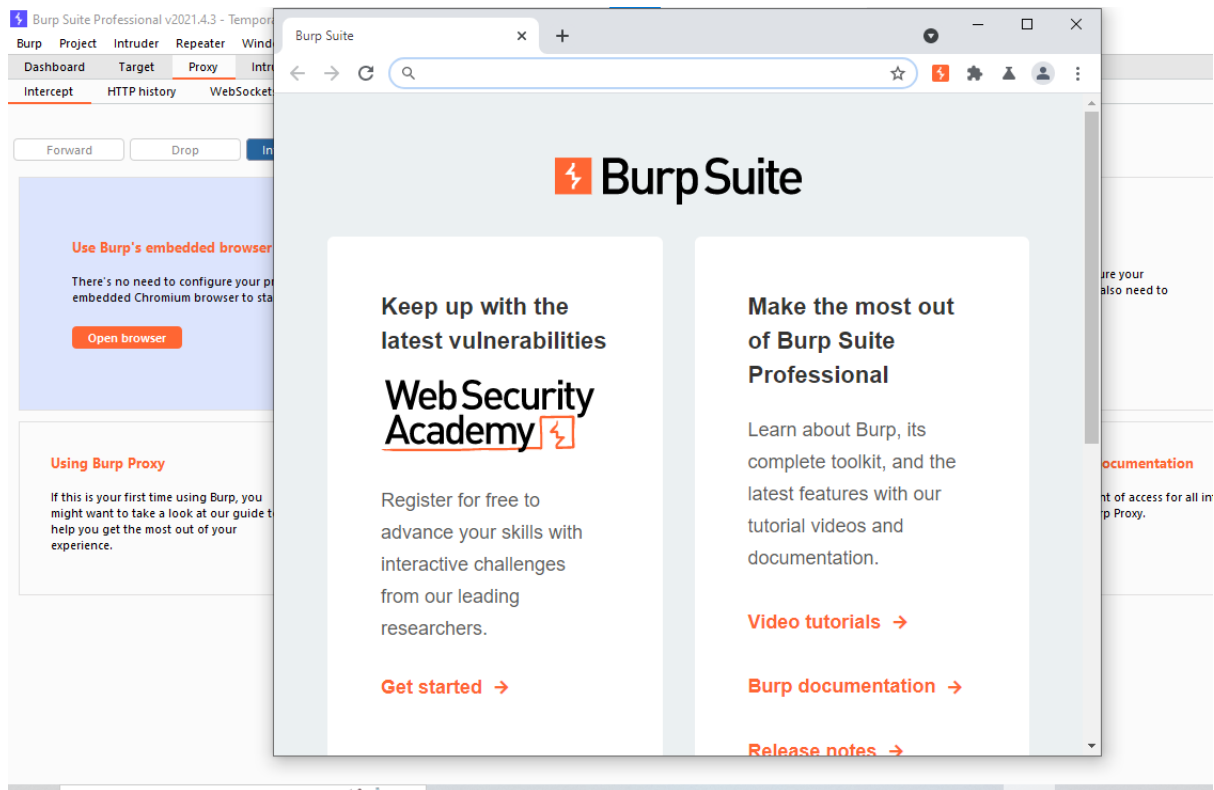 Burp Suite Professional v2021.4.3 - Tempora
Burp Project Intruder Repeater Wind
Dashboard Target Proxy Intr
Intercept HTTP history WebSockets
Forward Drop In
Use Burp's embedded browser
There's no need to configure your pr
embedded Chromium browser to sta
Open browser
Using Burp Proxy
If this is your first time using Burp, you
might want to take a look at our guide t
help you get the most out of your
experience.
Burp Suite
Burp Suite
Keep up with the
latest vulnerabilities
Web Security
Academy
Register for free to
advance your skills with
interactive challenges
from our leading
researchers.
Get started →
Make the most out
of Burp Suite
Professional
Learn about Burp, its
complete toolkit, and the
latest features with our
tutorial videos and
documentation.
Video tutorials →
Burp documentation →
Release notes →
ure your
also need to
ocumentation
nt of access for all in
rp Proxy.